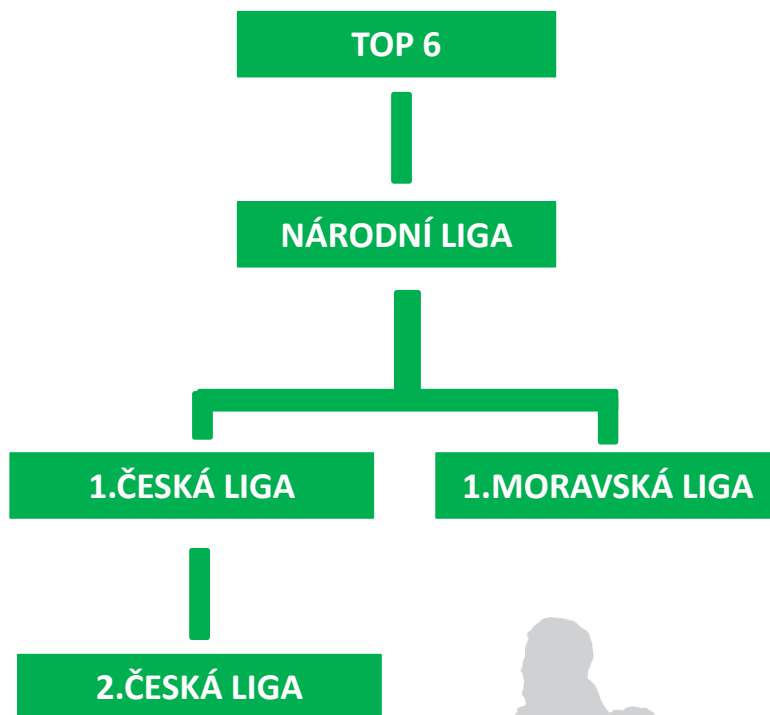 TOP 6
NÁRODNÍ LIGA
1.ČESKÁ LIGA
1.MORAVSKÁ LIGA
2.ČESKÁ LIGA